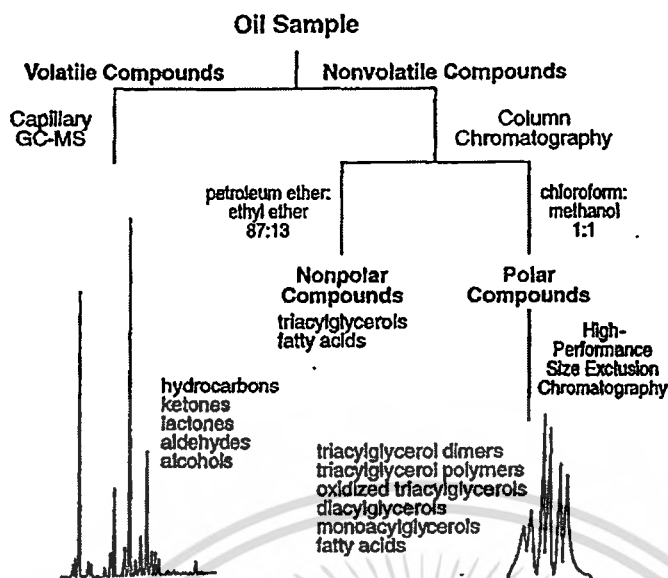 Oil Sample
Volatile Compounds
Nonvolatile Compounds
Capillary
GC-MS
Column
Chromatography
petroleum ether:
ethyl ether
87:13
chloroform:
methanol
1:1
Nonpolar
Compounds
triacylglycerols
fatty acids
Polar
Compounds
High-
Performance
Size Exclusion
Chromatography
hydrocarbons
ketones
lactones
aldehydes
alcohols
triacylglycerol dimers
triacylglycerol polymers
oxidized triacylglycerols
diacylglycerols
monoacylglycerols
fatty acids